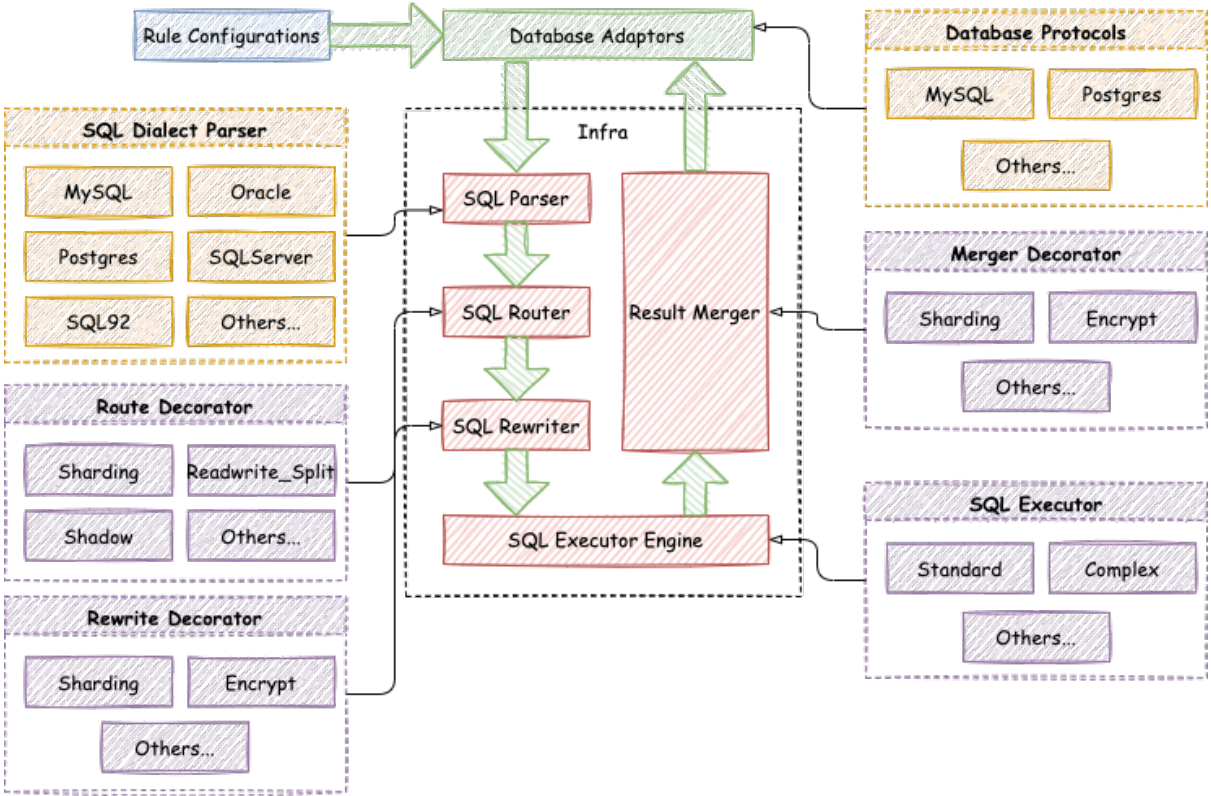 Rule Configurations
Database Adaptors
Database Protocols
MySQL
Postgres
Others...
SQL Dialect Parser
MySQL
Oracle
Postgres
SQLServer
SQL92
Others...
Infra
SQL Parser
SQL Router
SQL Rewriter
Result Merger
SQL Executor Engine
Merger Decorator
Sharding
Encrypt
Others...
Route Decorator
Sharding
Readwrite_Split
Shadow
Others...
SQL Executor
Standard
Complex
Others...
Rewrite Decorator
Sharding
Encrypt
Others...